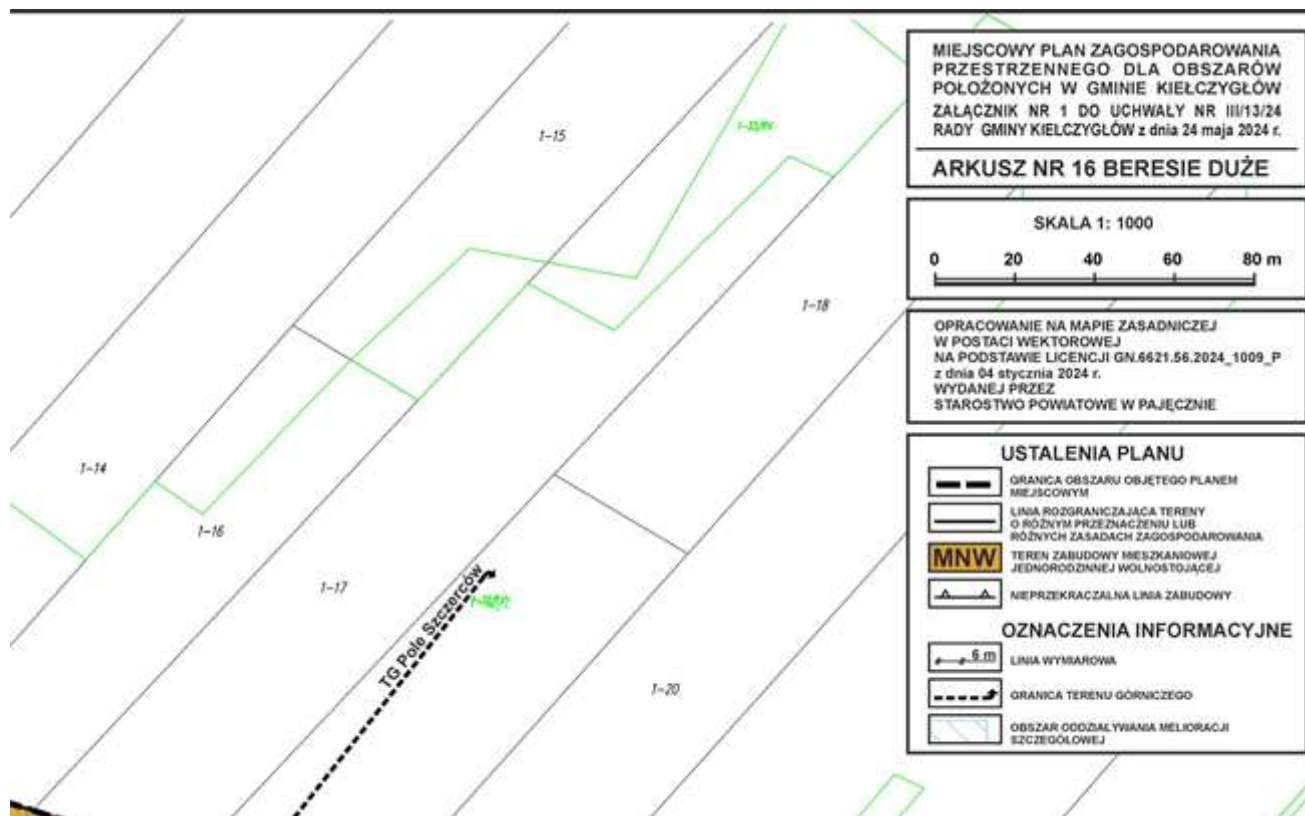 MIEJSCOWY PLAN ZAGOSPODAROWANIA
PRZESTRZENNEGO DLA OBSZARÓW
POŁOŻONYCH W GMINIE KIEŁCZYGŁÓW
ZAŁĄCZNIK NR 1 DO UCHWAŁY NR III/13/24
RADY GMINY KIEŁCZYGŁÓW z dnia 24 maja 2024 r.
ARKUSZ NR 16 BERESIE DUŻE
SKALA 1: 1000
0 20 40 60 80 m
OPRACOWANIE NA MAPIE ZASADNICZEJ
W POSTACI WEKTOROWEJ
NA PODSTAWIE LICENCJI GN.6621.56.2024_1009_P
z dnia 04 stycznia 2024 r.
WYDANEJ PRZEZ
STAROSTWO POWIATOWE W PAJĘCZNIE
USTALENIA PLANU
GRANICA OBSZARU OBJĘTEGO PLANEM
MIEJSCOWYM
LINIA ROZGRANICZAJĄCA TERENY
O RÓŻNYM PRZEZNACZENIU LUB
RÓŻNYCH ZASADACH ZAGOSPODAROWANIA
MNW
TEREN ZABUDOWY MIESZKANIOWEJ
JEDNORODZINNEJ WOLNOSTOJĄCEJ
NIEPRZEKRACZALNA LINIA ZABUDOWY
OZNACZENIA INFORMACYJNE
6 m
LINIA WYMIAROWA
GRANICA TERENU GÓRNICZEGO
OBSZAR ODDZIAŁYWANIA MELIORACJI
SZCZEGÓŁOWEJ
1-15
1-18
1-14
1-16
1-17
TG Pole Szczerców
1-20